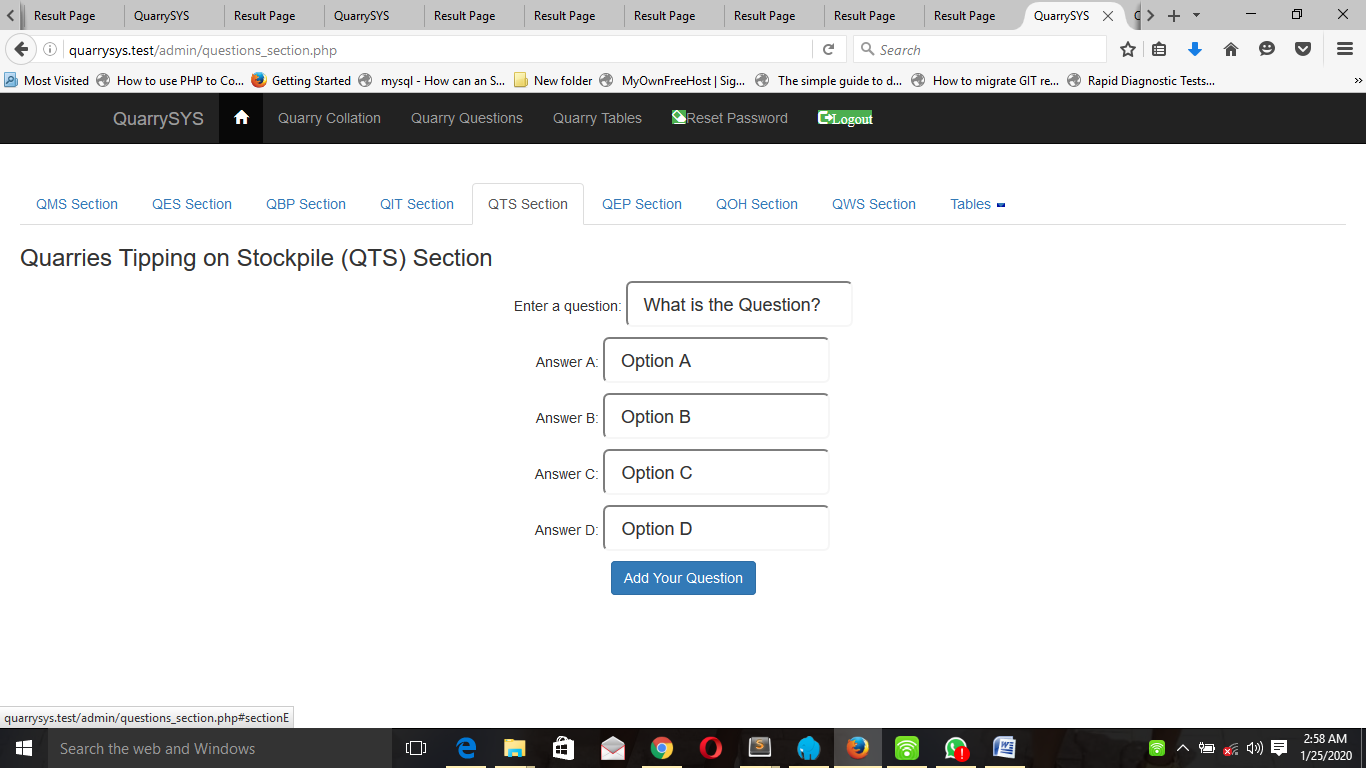 Result Page QuarrySYS Result Page QuarrySYS Result Page Result Page Result Page Result Page Result Page Result Page QuarrySYS
quarrysys.test/admin/questions_section.php Search
Most Visited How to use PHP to Co... Getting Started mysql - How can an S... New folder MyOwnFreeHost | Sig... The simple guide to d... How to migrate GIT re... Rapid Diagnostic Tests... »
QuarrySYS Quarry Collation Quarry Questions Quarry Tables Reset Password Logout
QMS Section QES Section QBP Section QIT Section QTS Section QEP Section QOH Section QWS Section Tables
Quarries Tipping on Stockpile (QTS) Section
Enter a question: What is the Question?
Answer A: Option A
Answer B: Option B
Answer C: Option C
Answer D: Option D
Add Your Question
quarrysys.test/admin/questions_section.php#sectionE
Search the web and Windows
2:58 AM
1/25/2020